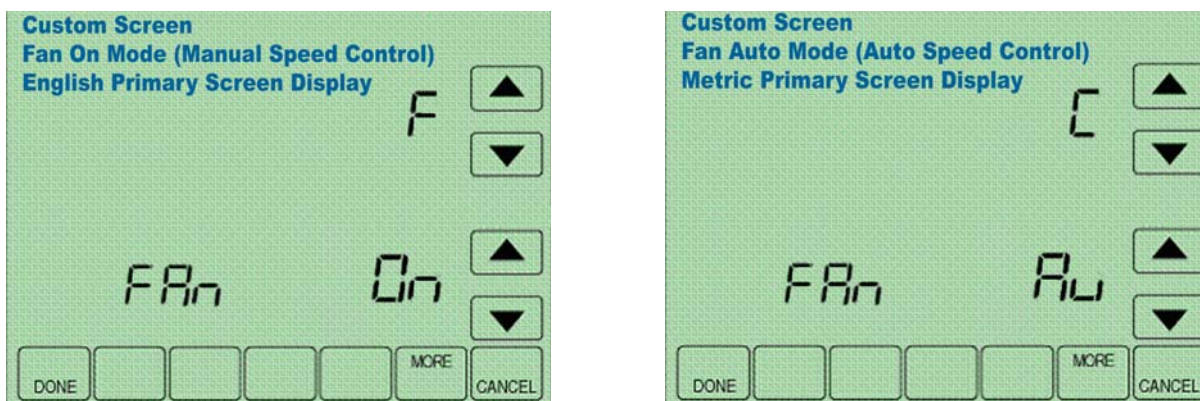 Custom Screen
Fan On Mode (Manual Speed Control)
English Primary Screen Display
F
FAn On
MORE
DONE CANCEL
Custom Screen
Fan Auto Mode (Auto Speed Control)
Metric Primary Screen Display
C
FAn Au
MORE
DONE CANCEL